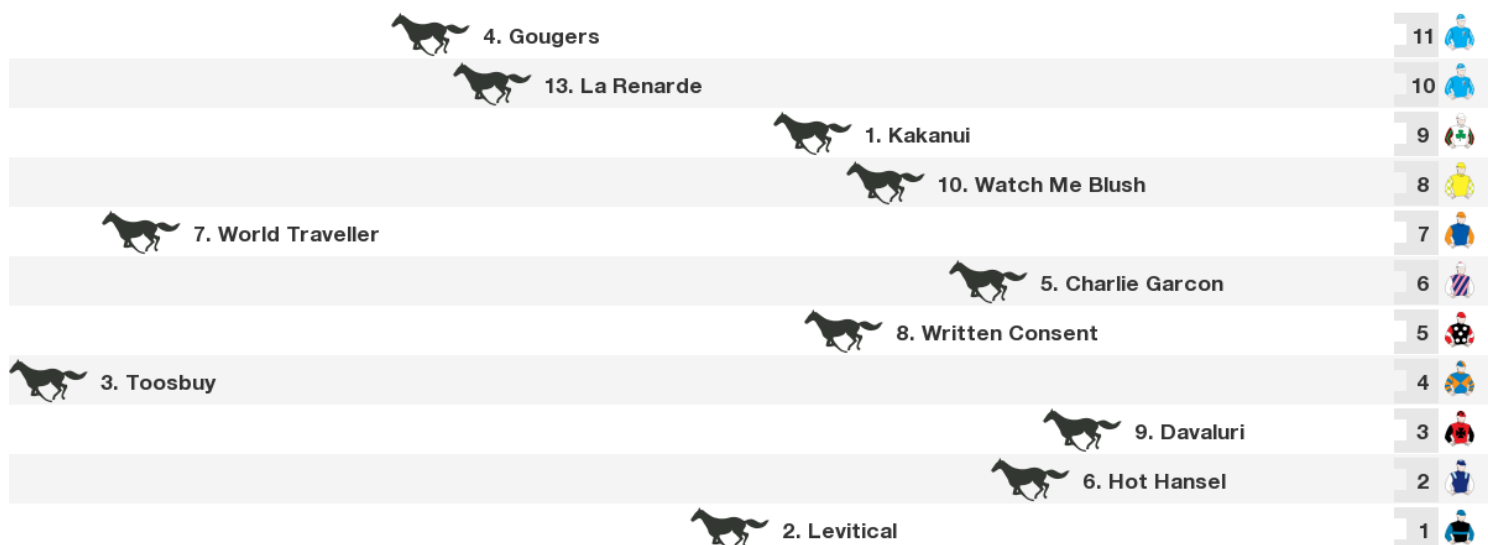 4. Gougers 11
13. La Renarde 10
1. Kakanui 9
10. Watch Me Blush 8
7. World Traveller 7
5. Charlie Garcon 6
8. Written Consent 5
3. Toosbuy 4
9. Davaluri 3
6. Hot Hansel 2
2. Levitical 1